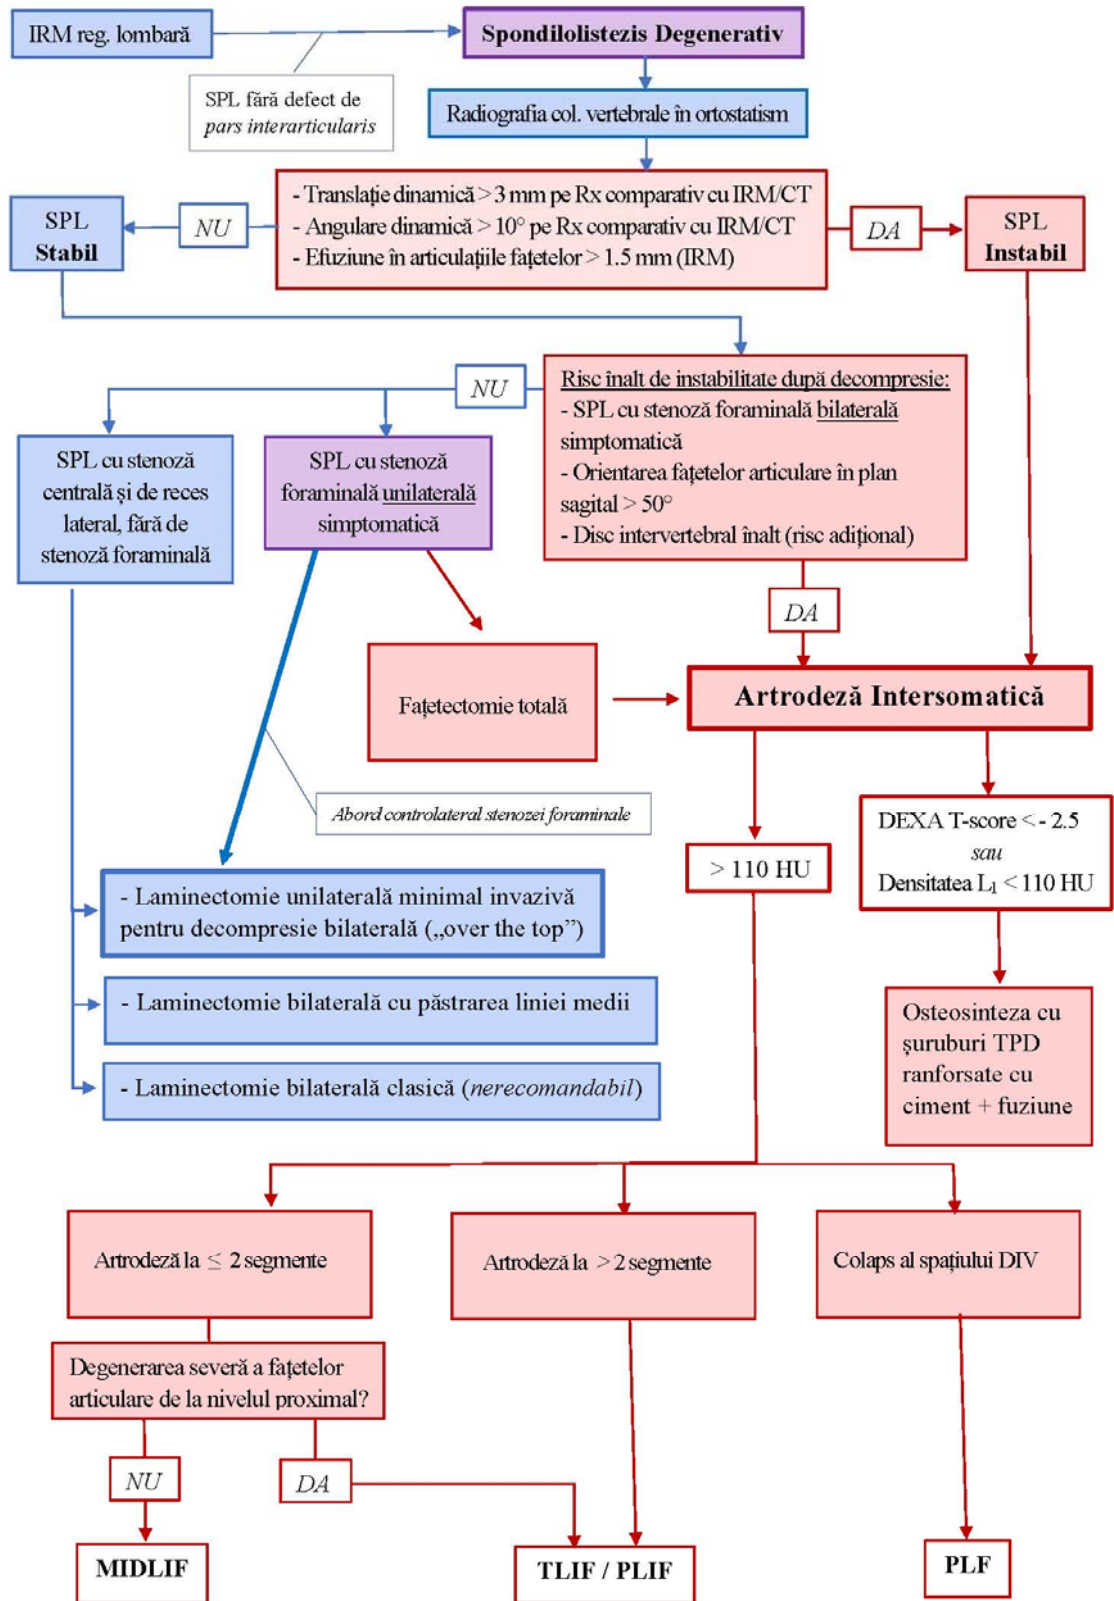 IRM reg. lombară
Spondilolistezis Degenerativ
SPL fără defect de
pars interarticularis
Radiografia col. vertebrale în ortostatism
- Translație dinamică > 3 mm pe Rx comparativ cu IRM/CT
- Angulare dinamică > 10° pe Rx comparativ cu IRM/CT
- Efuziune în articulațiile fațetelor > 1.5 mm (IRM)
NU
SPL
Stabil
DA
SPL
Instabil
Risc înalt de instabilitate după decompresie:
- SPL cu stenoză foraminală bilaterală
simptomatică
- Orientarea fațetelor articulare în plan
sagital > 50°
- Disc intervertebral înalt (risc adițional)
NU
SPL cu stenoză
centrală și de reces
lateral, fără de
stenoză foraminală
SPL cu stenoză
foraminală unilaterală
simptomatică
DA
Fațetectomie totală
Artrodeză Intersomatică
Abord controlateral stenozei foraminale
> 110 HU
DEXA T-score < - 2.5
sau
Densitatea L₁ < 110 HU
- Laminectomie unilaterală minimal invazivă
pentru decompresie bilaterală („over the top”)
- Laminectomie bilaterală cu păstrarea liniei medii
- Laminectomie bilaterală clasică (nerecomandabil)
Osteosinteza cu
șuruburi TPD
ranforsate cu
ciment + fuziune
Artrodeză la ≤ 2 segmente
Artrodeză la > 2 segmente
Colaps al spațiului DIV
Degenerarea severă a fațetelor
articulare de la nivelul proximal?
NU
DA
MIDLIF
TLIF / PLIF
PLF